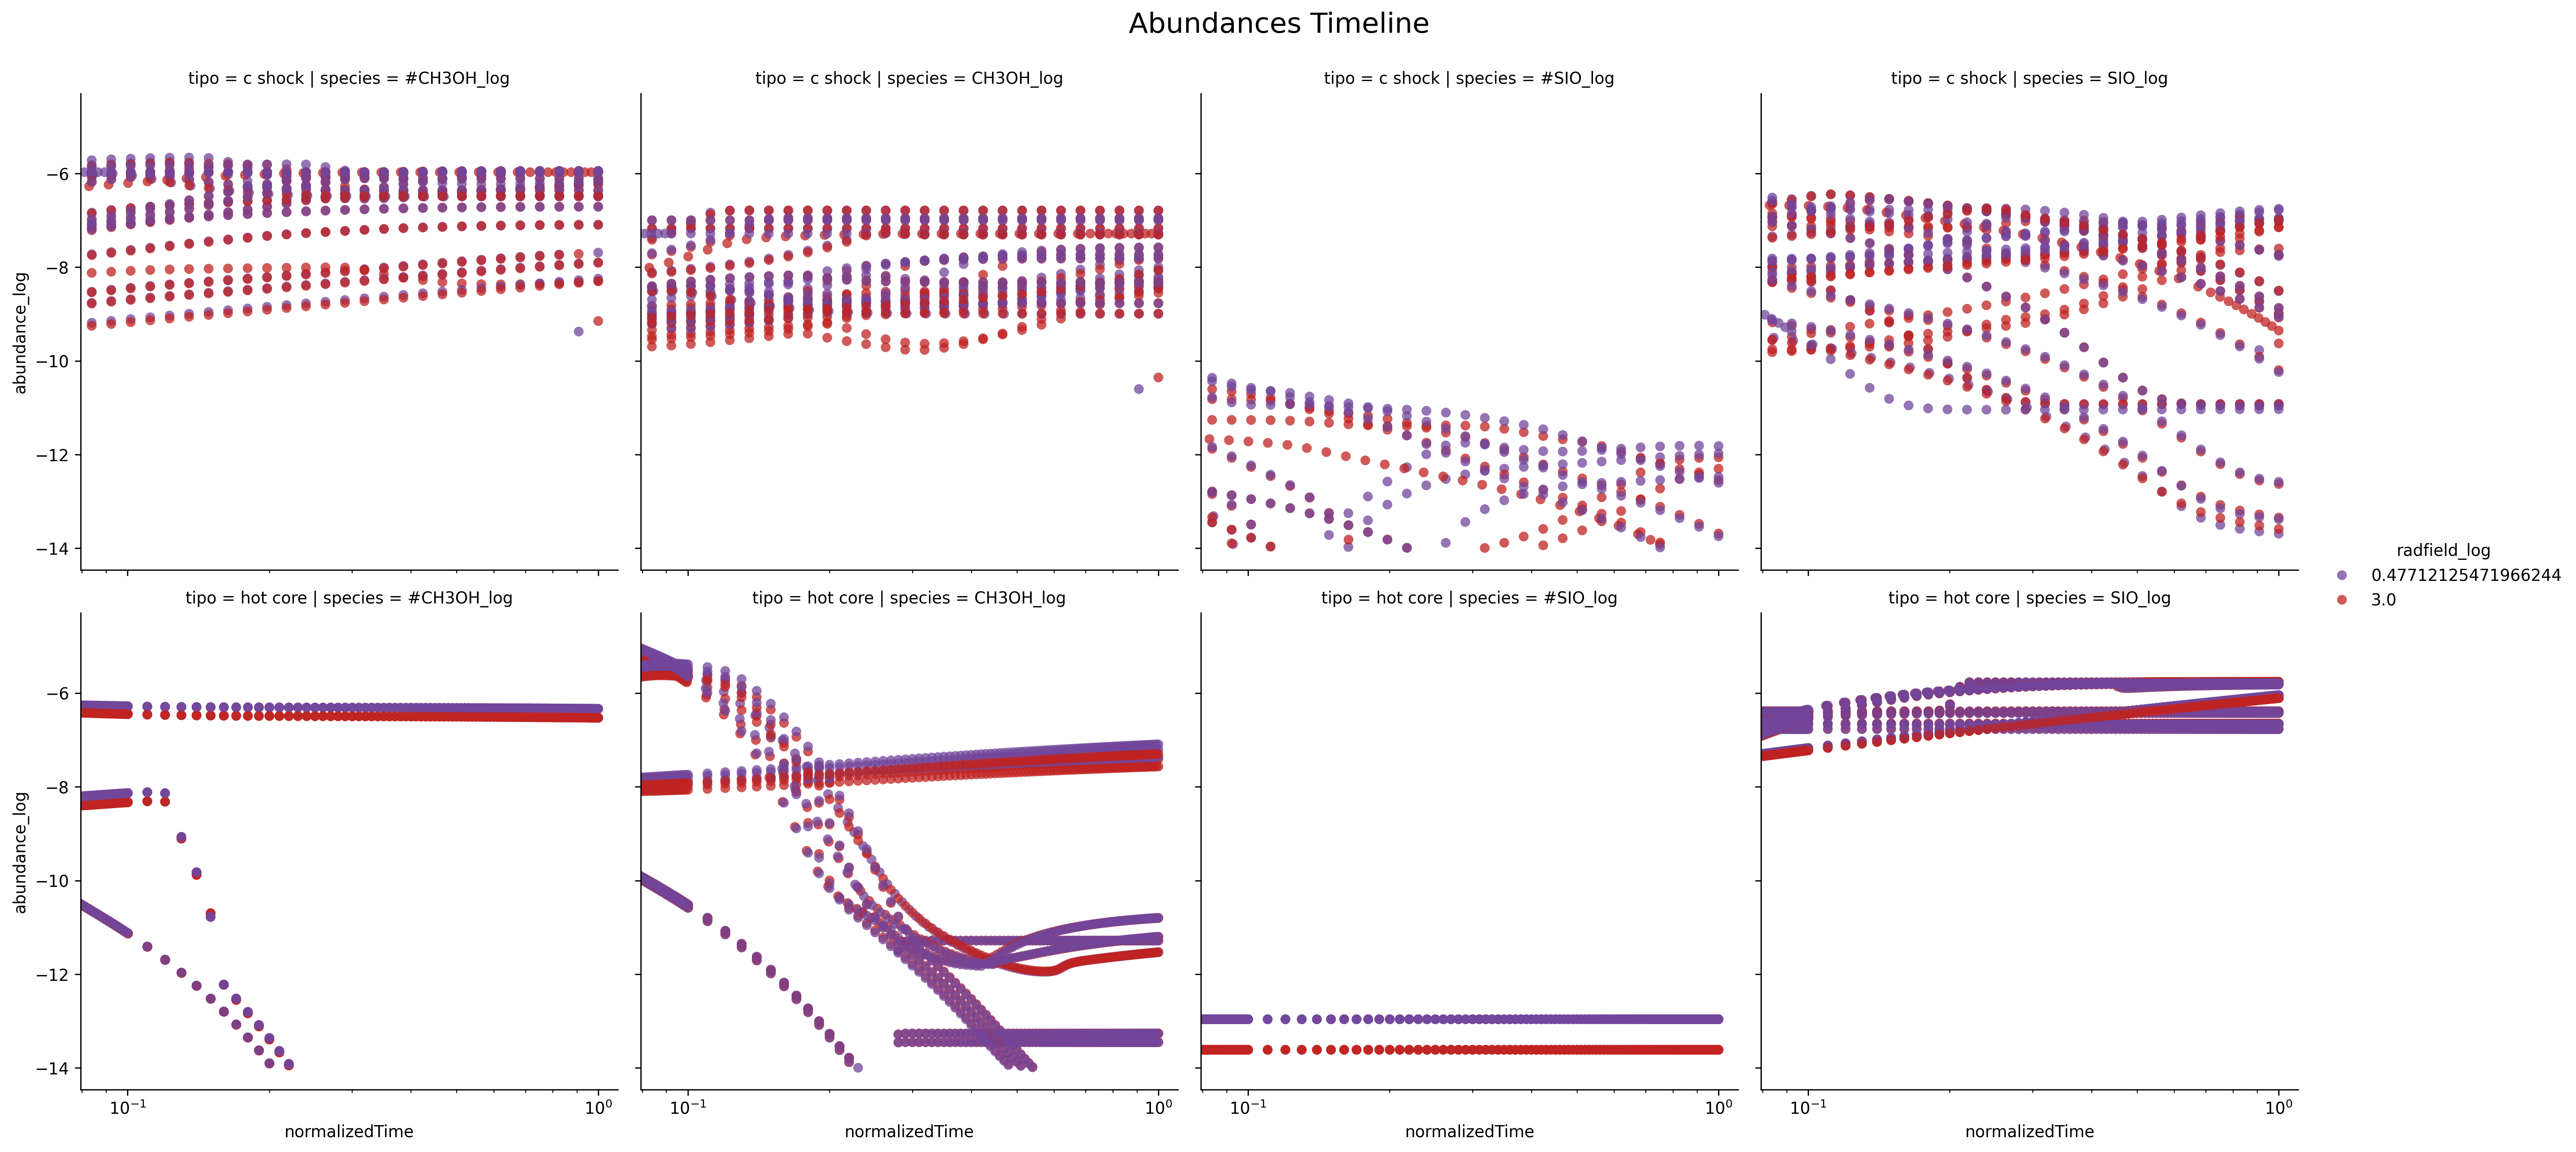 Abundances Timeline
tipo = c shock | species = #CH3OH_log
tipo = c shock | species = CH3OH_log
tipo = c shock | species = #SIO_log
tipo = c shock | species = SIO_log
abundance_log
−6
−8
−10
−12
−14
radfield_log
0.47712125471966244
3.0
tipo = hot core | species = #CH3OH_log
tipo = hot core | species = CH3OH_log
tipo = hot core | species = #SIO_log
tipo = hot core | species = SIO_log
abundance_log
−6
−8
−10
−12
−14
10⁻¹ 10⁰
10⁻¹ 10⁰
10⁻¹ 10⁰
10⁻¹ 10⁰
normalizedTime
normalizedTime
normalizedTime
normalizedTime